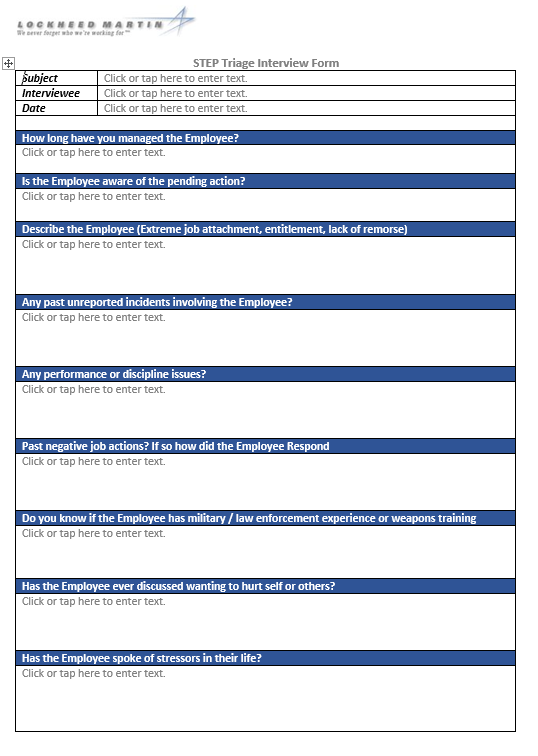 LOCKHEED MARTIN
We never forget who we're working for™
STEP Triage Interview Form
Subject Click or tap here to enter text.
Interviewee Click or tap here to enter text.
Date Click or tap here to enter text.
How long have you managed the Employee?
Click or tap here to enter text.
Is the Employee aware of the pending action?
Click or tap here to enter text.
Describe the Employee (Extreme job attachment, entitlement, lack of remorse)
Click or tap here to enter text.
Any past unreported incidents involving the Employee?
Click or tap here to enter text.
Any performance or discipline issues?
Click or tap here to enter text.
Past negative job actions? If so how did the Employee Respond
Click or tap here to enter text.
Do you know if the Employee has military / law enforcement experience or weapons training
Click or tap here to enter text.
Has the Employee ever discussed wanting to hurt self or others?
Click or tap here to enter text.
Has the Employee spoke of stressors in their life?
Click or tap here to enter text.